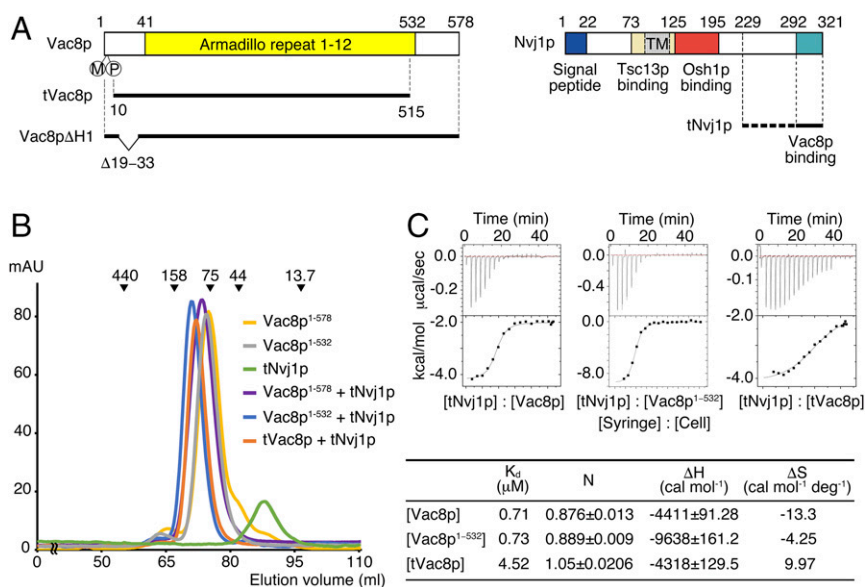 A
1 41 532 578
Vac8p Armadillo repeat 1-12
M P
tVac8p
10 515
Vac8pΔH1
Δ19–33
1 22 73 125 195 229 292 321
Nvj1p TM
Signal peptide
Tsc13p binding
Osh1p binding
tNvj1p
Vac8p binding
B
mAU
440 158 75 44 13.7
80
60
40
20
0
Vac8p1-578
Vac8p1-532
tNvj1p
Vac8p1-578 + tNvj1p
Vac8p1-532 + tNvj1p
tVac8p + tNvj1p
0 50 65 80 95 110
Elution volume (ml)
C
Time (min) Time (min) Time (min)
0 20 40 0 20 40 0 20 40
μcal/sec
0.0 0.0 0.0
-0.2 -0.5 -0.1
kcal/mol
-2.0 0.0 -2.0
-4.0 -8.0 -4.0
[tNvj1p] : [Vac8p] [tNvj1p] : [Vac8p1-532] [tNvj1p] : [tVac8p]
[Syringe] : [Cell]
Kd (μM) N ΔH (cal mol-1) ΔS (cal mol-1 deg-1)
[Vac8p] 0.71 0.876±0.013 -4411±91.28 -13.3
[Vac8p1-532] 0.73 0.889±0.009 -9638±161.2 -4.25
[tVac8p] 4.52 1.05±0.0206 -4318±129.5 9.97